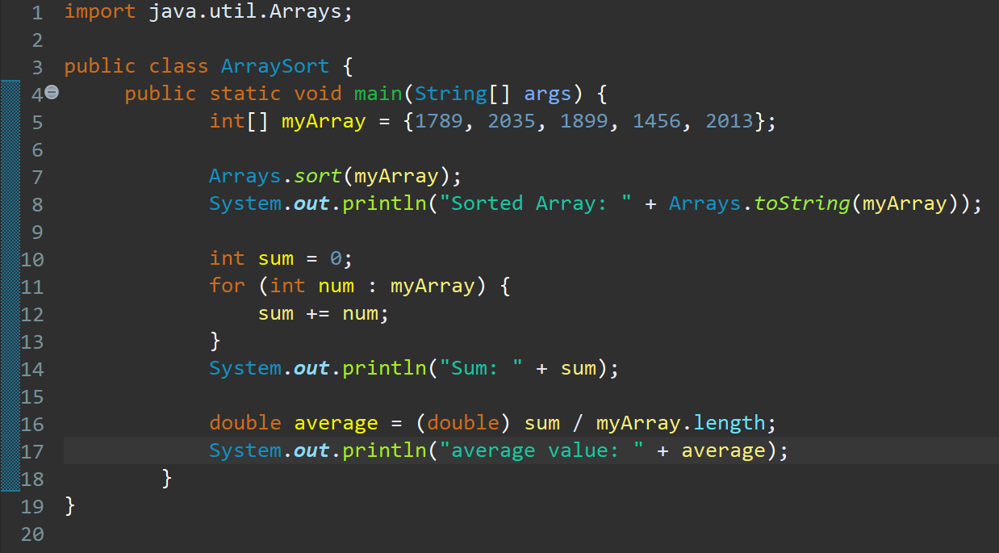 1 import java.util.Arrays;
2
3 public class ArraySort {
4 public static void main(String[] args) {
5 int[] myArray = {1789, 2035, 1899, 1456, 2013};
6
7 Arrays.sort(myArray);
8 System.out.println("Sorted Array: " + Arrays.toString(myArray));
9
10 int sum = 0;
11 for (int num : myArray) {
12 sum += num;
13 }
14 System.out.println("Sum: " + sum);
15
16 double average = (double) sum / myArray.length;
17 System.out.println("average value: " + average);
18 }
19 }
20